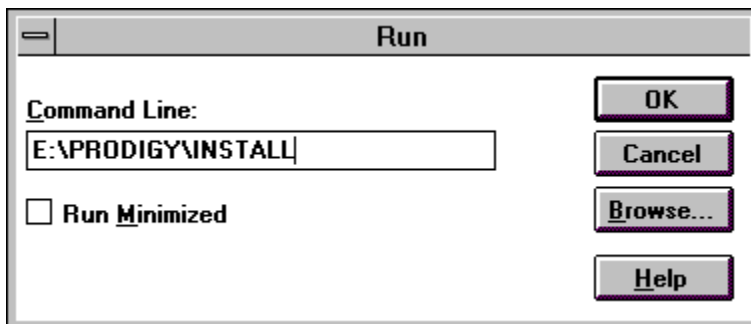 Run
Command Line:
E:\PRODIGY\INSTALL
Run Minimized
OK
Cancel
Browse...
Help